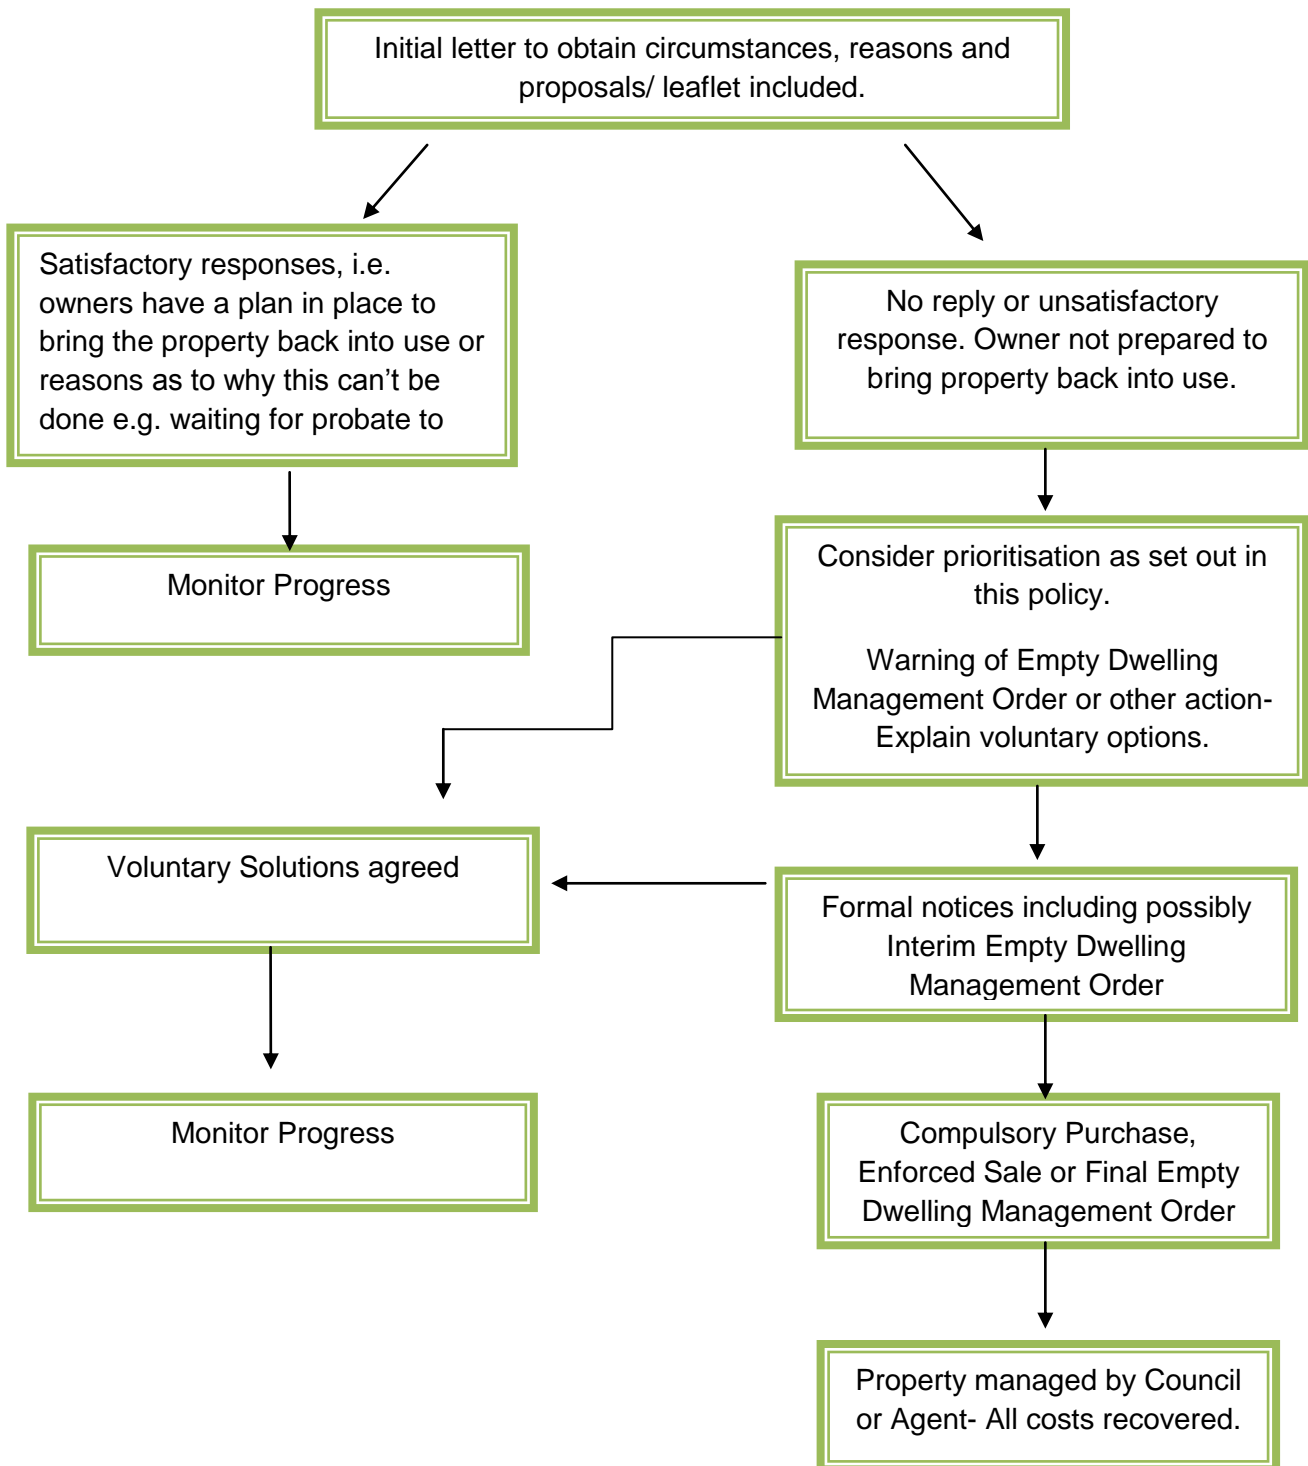 Initial letter to obtain circumstances, reasons and
proposals/ leaflet included.
Satisfactory responses, i.e.
owners have a plan in place to
bring the property back into use or
reasons as to why this can’t be
done e.g. waiting for probate to
No reply or unsatisfactory
response. Owner not prepared to
bring property back into use.
Monitor Progress
Consider prioritisation as set out in
this policy.
Warning of Empty Dwelling
Management Order or other action-
Explain voluntary options.
Voluntary Solutions agreed
Formal notices including possibly
Interim Empty Dwelling
Management Order
Monitor Progress
Compulsory Purchase,
Enforced Sale or Final Empty
Dwelling Management Order
Property managed by Council
or Agent- All costs recovered.